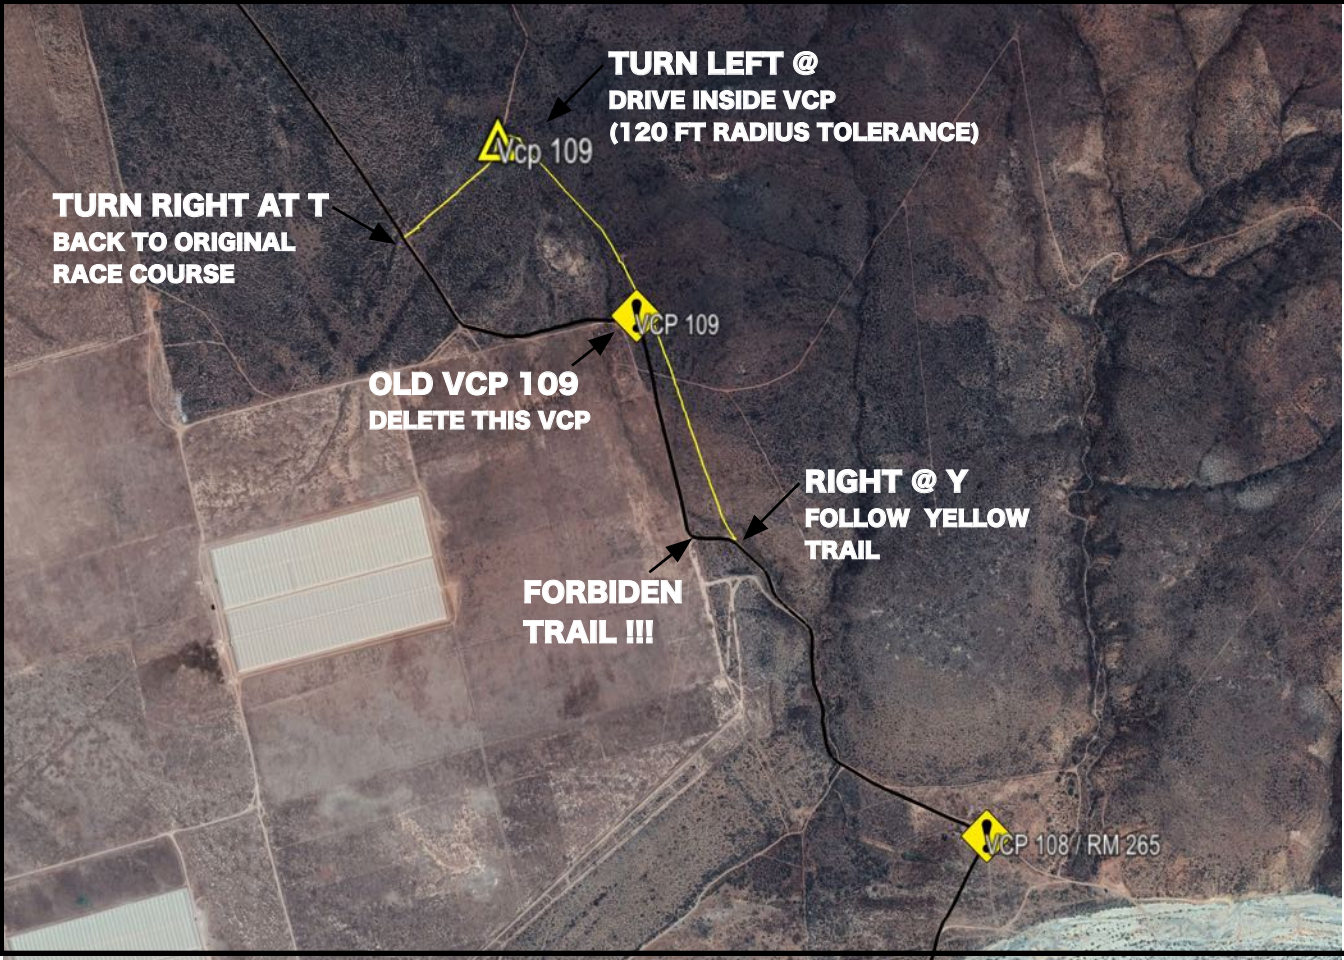 TURN LEFT @
DRIVE INSIDE VCP
(120 FT RADIUS TOLERANCE)
Vcp 109
TURN RIGHT AT T
BACK TO ORIGINAL
RACE COURSE
VCP 109
OLD VCP 109
DELETE THIS VCP
RIGHT @ Y
FOLLOW YELLOW
TRAIL
FORBIDEN
TRAIL !!!
VCP 108 / RM 265